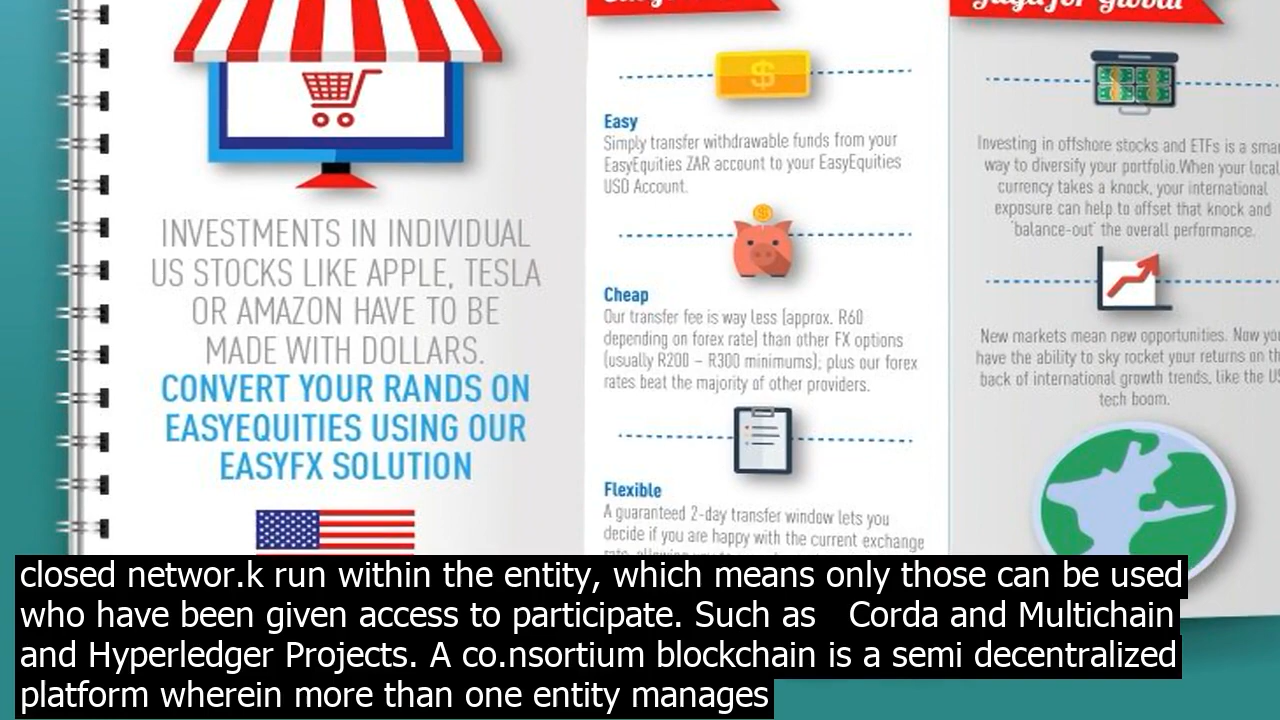 INVESTMENTS IN INDIVIDUAL
US STOCKS LIKE APPLE, TESLA
OR AMAZON HAVE TO BE
MADE WITH DOLLARS.
CONVERT YOUR RANDS ON
EASYEQUITIES USING OUR
EASYFX SOLUTION
Easy
Simply transfer withdrawable funds from your
EasyEquities ZAR account to your EasyEquities
USD Account.
Cheap
Our transfer fee is way less (approx. R60
depending on forex rate) than other FX options
(usually R200 – R300 minimums); plus our forex
rates beat the majority of other providers.
Flexible
A guaranteed 2-day transfer window lets you
decide if you are happy with the current exchange
for Global
Investing in offshore stocks and ETFs is a smar
way to diversify your portfolio.When your local
currency takes a knock, your international
exposure can help to offset that knock and
'balance-out' the overall performance.
New markets mean new opportunities. Now you
have the ability to sky rocket your returns on th
back of international growth trends, like the US
tech boom.
closed networ.k run within the entity, which means only those can be used
who have been given access to participate. Such as Corda and Multichain
and Hyperledger Projects. A co.nsortium blockchain is a semi decentralized
platform wherein more than one entity manages